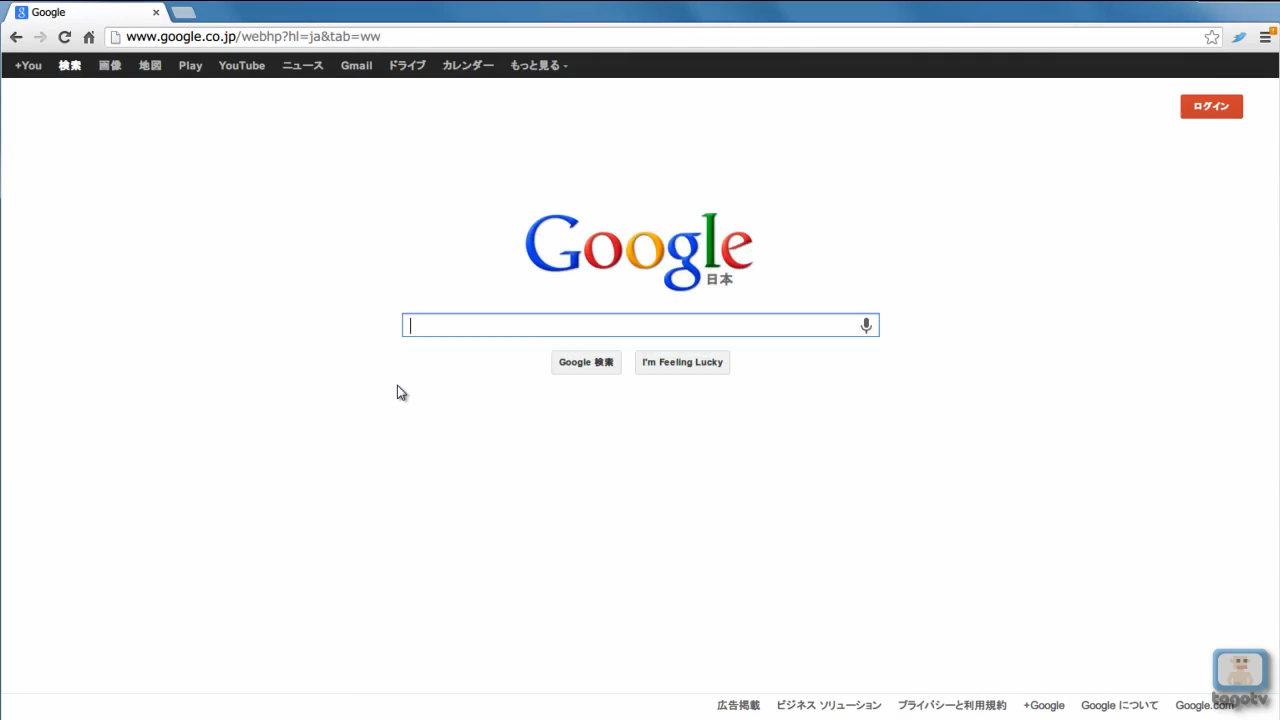 Google
www.google.co.jp/webhp?hl=ja&tab=ww
+You 検索 画像 地図 Play YouTube ニュース Gmail ドライブ カレンダー もっと見る
ログイン
Google
日本
Google 検索 I'm Feeling Lucky
広告掲載 ビジネス ソリューション プライバシーと利用規約 +Google Google について Google.com
togotv